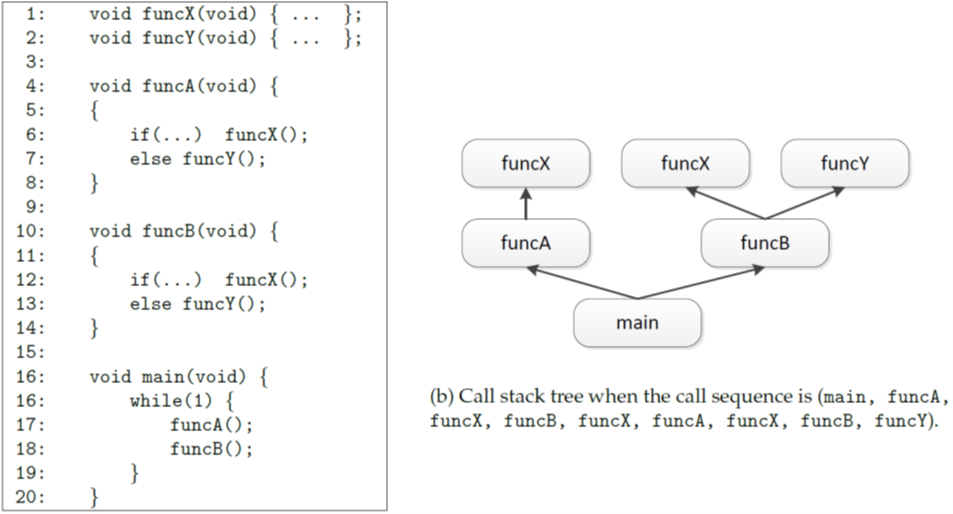 1: void funcX(void) { ... };
2: void funcY(void) { ... };
3:
4: void funcA(void) {
5: {
6: if(...) funcX();
7: else funcY();
8: }
9:
10: void funcB(void) {
11: {
12: if(...) funcX();
13: else funcY();
14: }
15:
16: void main(void) {
16: while(1) {
17: funcA();
18: funcB();
19: }
20: }
funcX funcX funcY
funcA funcB
main
(b) Call stack tree when the call sequence is (main, funcA,
funcX, funcB, funcX, funcA, funcX, funcB, funcY).